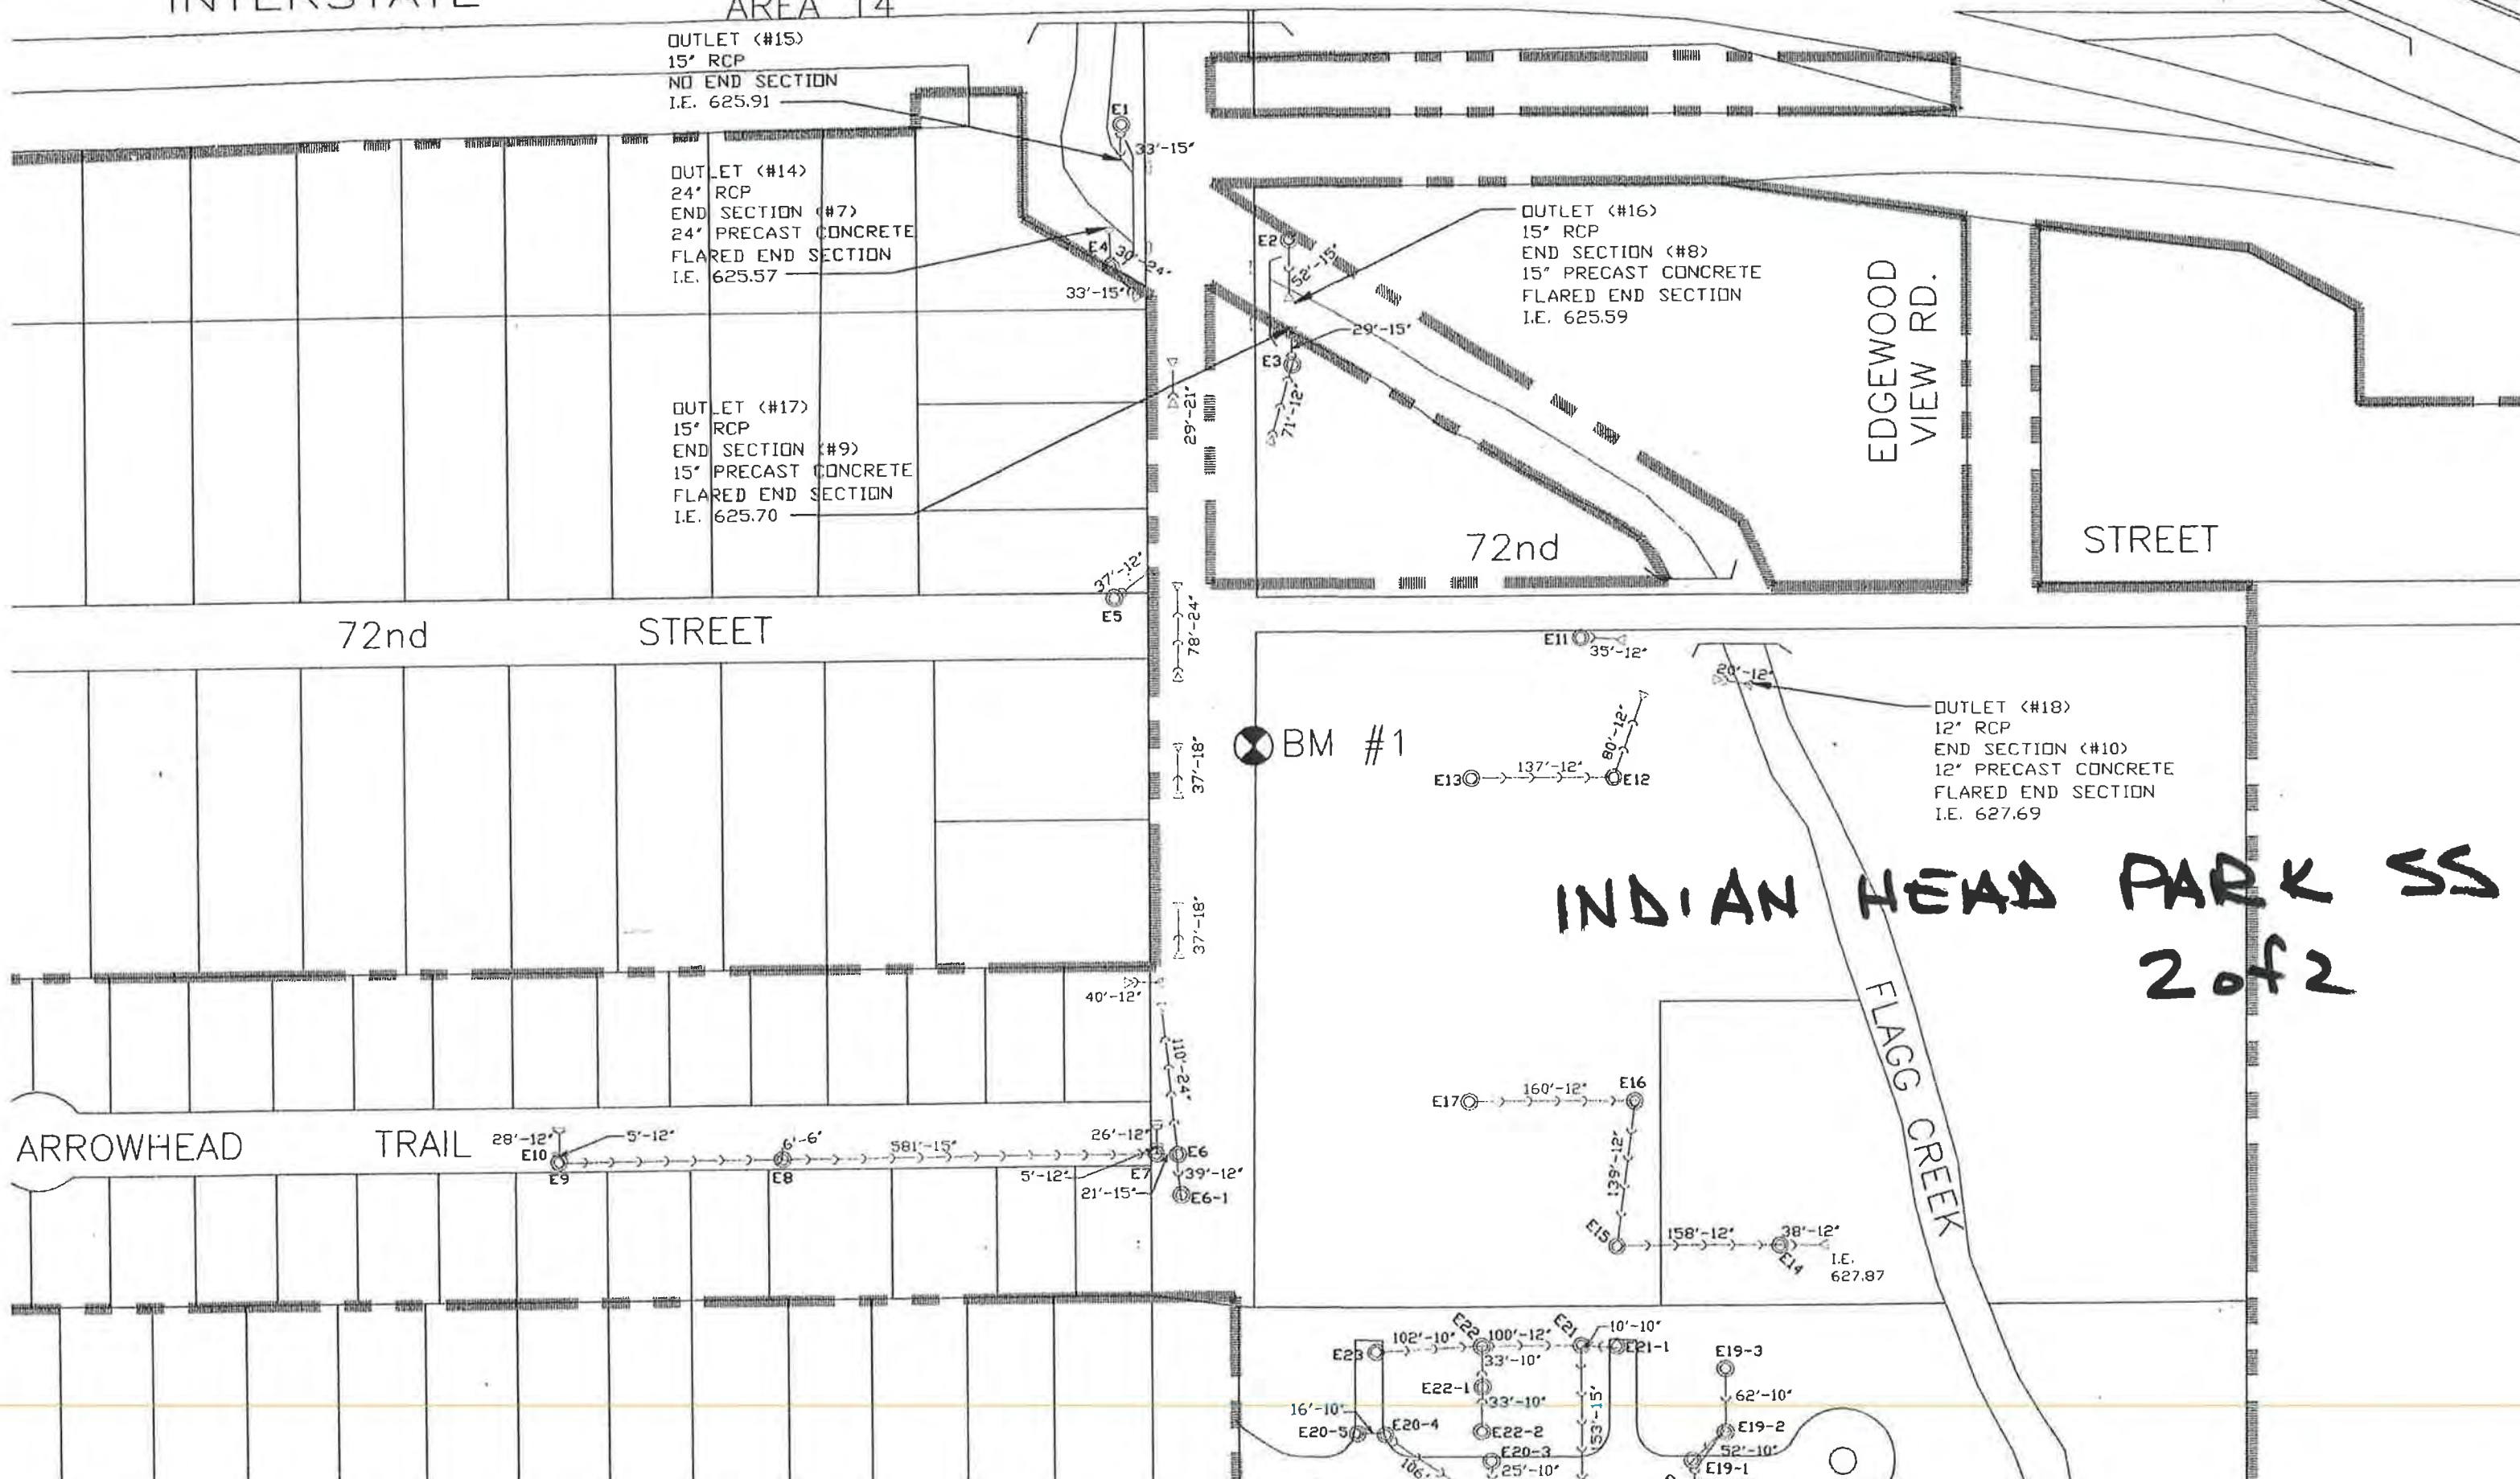 INTERSTATE
AREA 14
OUTLET (#15)
15" RCP
NO END SECTION
I.E. 625.91
E1
33'-15"
OUTLET (#14)
24" RCP
END SECTION (#7)
24" PRECAST CONCRETE
FLARED END SECTION
I.E. 625.57
E4
30'-24"
33'-15"
E2
52'-15"
OUTLET (#16)
15" RCP
END SECTION (#8)
15" PRECAST CONCRETE
FLARED END SECTION
I.E. 625.59
EDGEWOOD
VIEW RD.
29'-15"
E3
71'-12"
29'-21"
OUTLET (#17)
15" RCP
END SECTION (#9)
15" PRECAST CONCRETE
FLARED END SECTION
I.E. 625.70
72nd
STREET
37'-12"
E5
72nd
STREET
78'-24"
E11
35'-12"
20'-12"
OUTLET (#18)
12" RCP
END SECTION (#10)
12" PRECAST CONCRETE
FLARED END SECTION
I.E. 627.69
BM #1
37'-18"
80'-12"
E13
137'-12"
E12
INDIAN HEAD PARK SS
2 of 2
37'-18"
40'-12"
110'-24"
FLAGG CREEK
ARROWHEAD
TRAIL
28'-12"
5'-12"
E10
E9
6'-6"
E8
581'-15"
26'-12"
5'-12"
E7
E6
39'-12"
21'-15"
E6-1
E17
160'-12"
E16
139'-12"
E15
158'-12"
38'-12"
E14
I.E.
627.87
E23
102'-10"
E22
100'-12"
E21
10'-10"
E21-1
33'-10"
E19-3
E22-1
33'-10"
62'-10"
153'-15"
16'-10"
E20-5
E20-4
E22-2
E19-2
E20-3
52'-10"
106'
25'-10"
E19-1